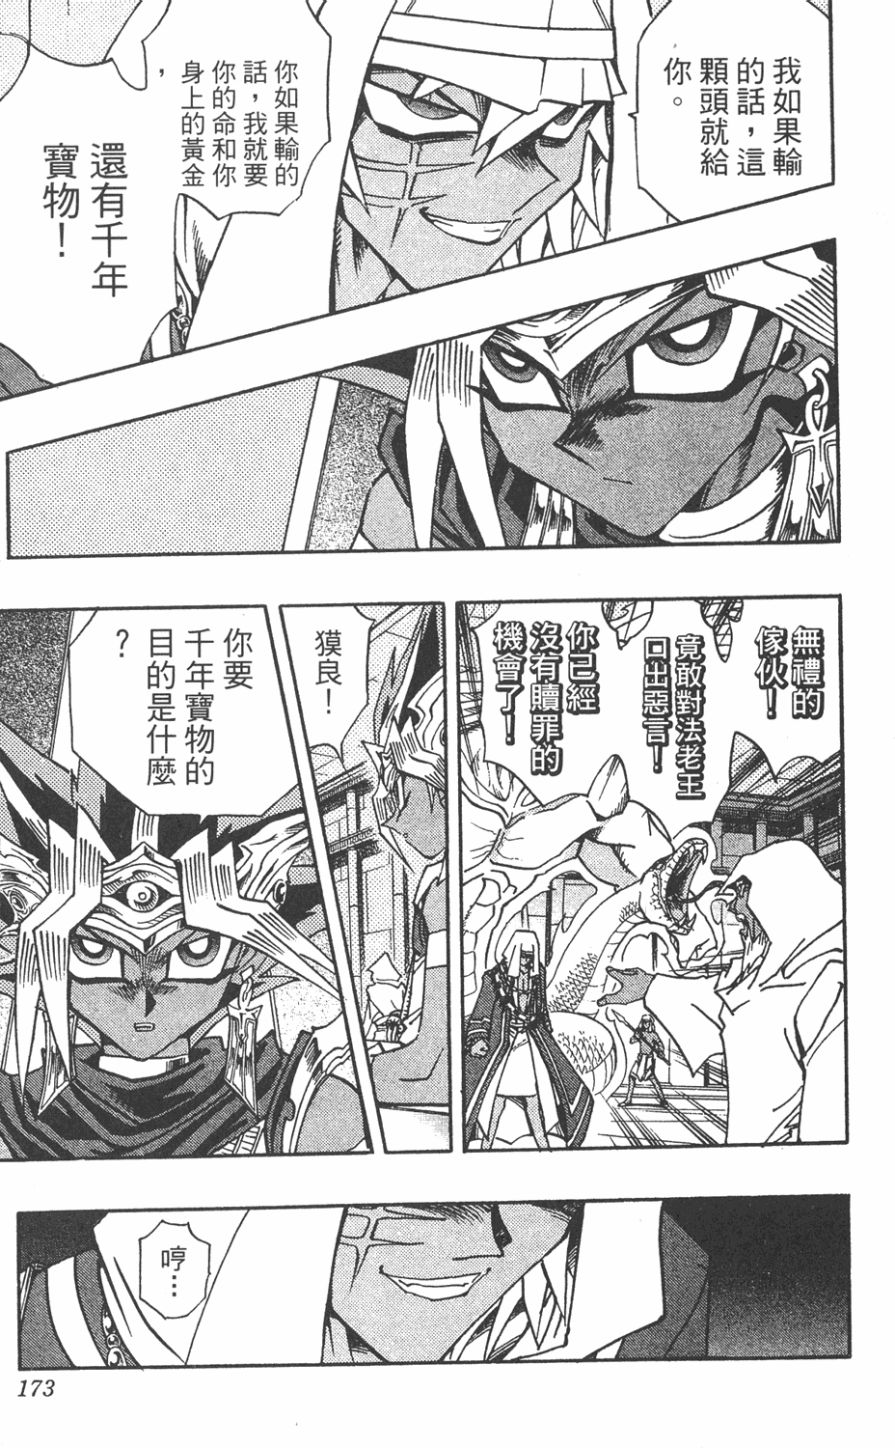 我如果輸
的話，這
顆頭就給
你。
你如果輸的
話，我就要
你的命和你
身上的黃金
，
還有千年
寶物！
無禮的
傢伙！
竟敢對法老王
口出惡言！
你已經
沒有贖罪的
機會了！
獏良！
你要
千年寶物的
目的是什麼
？
哼…
173